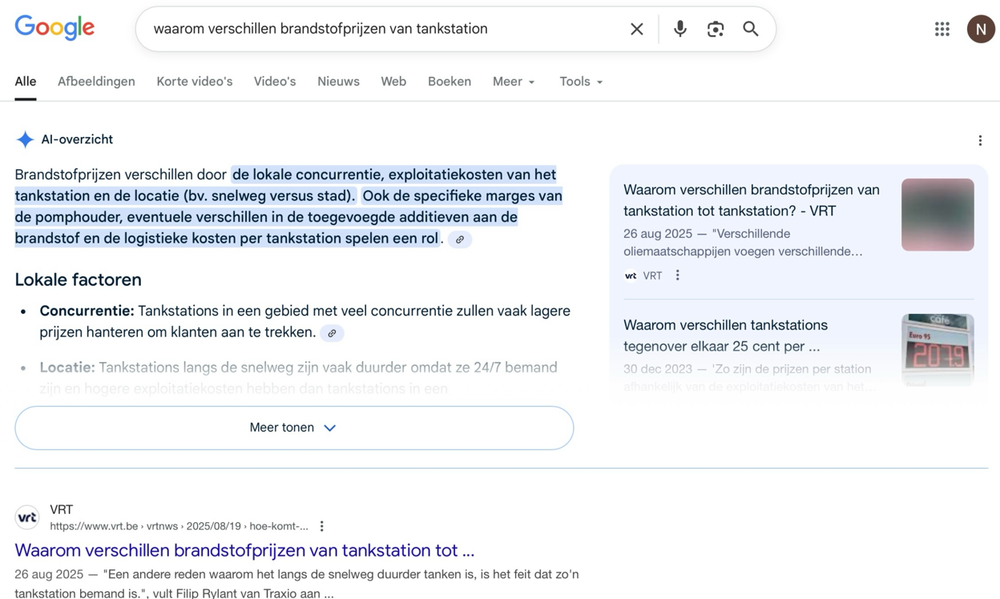 Google
waarom verschillen brandstofprijzen van tankstation
N
Alle Afbeeldingen Korte video's Video's Nieuws Web Boeken Meer Tools
AI-overzicht
Brandstofprijzen verschillen door de lokale concurrentie, exploitatiekosten van het
tankstation en de locatie (bv. snelweg versus stad). Ook de specifieke marges van
de pomphouder, eventuele verschillen in de toegevoegde additieven aan de
brandstof en de logistieke kosten per tankstation spelen een rol.
Lokale factoren
• Concurrentie: Tankstations in een gebied met veel concurrentie zullen vaak lagere
prijzen hanteren om klanten aan te trekken.
• Locatie: Tankstations langs de snelweg zijn vaak duurder omdat ze 24/7 bemand
zijn en hogere exploitatiekosten hebben dan tankstations in een
Meer tonen
Waarom verschillen brandstofprijzen van
tankstation tot tankstation? - VRT
26 aug 2025 — "Verschillende
oliemaatschappijen voegen verschillende...
vrt VRT
Waarom verschillen tankstations
tegenover elkaar 25 cent per ...
30 dec 2023 — 'Zo zijn de prijzen per station
afhankelijk van de exploitatiekosten van het...
café
Euro 95
207.9
vrt
VRT
https://www.vrt.be › vrtnws › 2025/08/19 › hoe-komt-...
Waarom verschillen brandstofprijzen van tankstation tot ...
26 aug 2025 — "Een andere reden waarom het langs de snelweg duurder tanken is, is het feit dat zo'n
tankstation bemand is.", vult Filip Rylant van Traxio aan ...